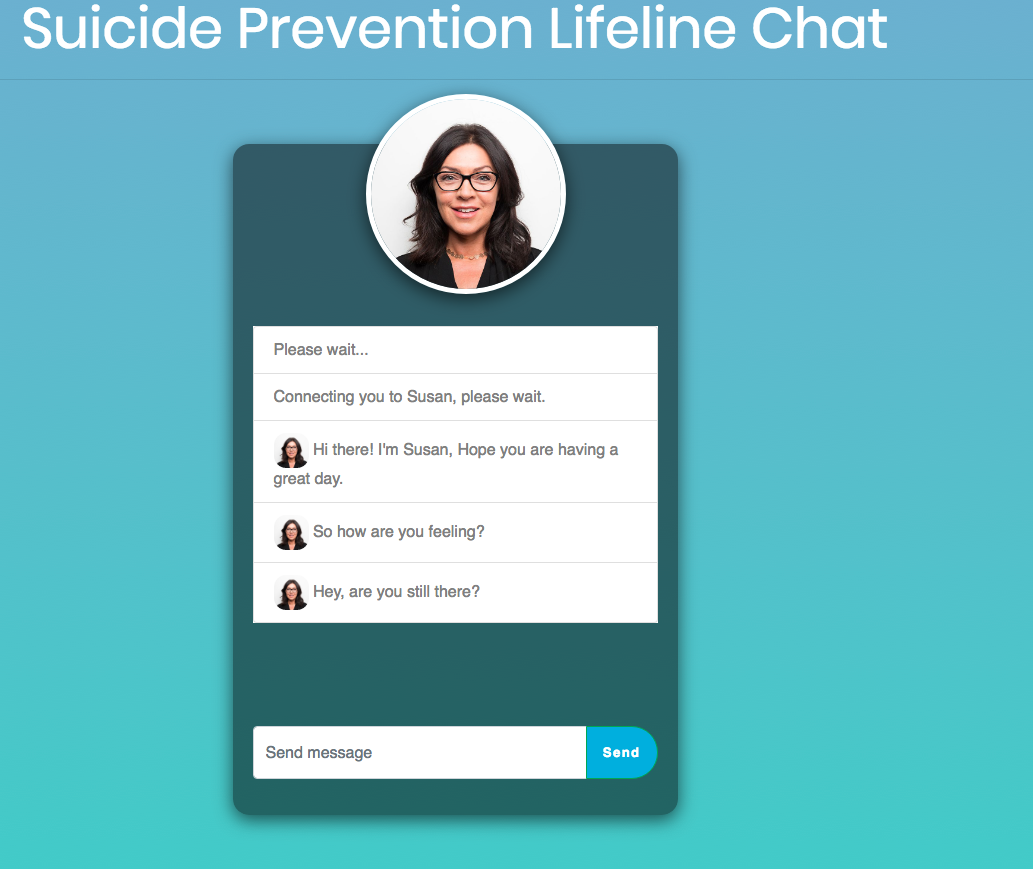 Suicide Prevention Lifeline Chat
Please wait...
Connecting you to Susan, please wait.
Hi there! I'm Susan, Hope you are having a
great day.
So how are you feeling?
Hey, are you still there?
Send message
Send